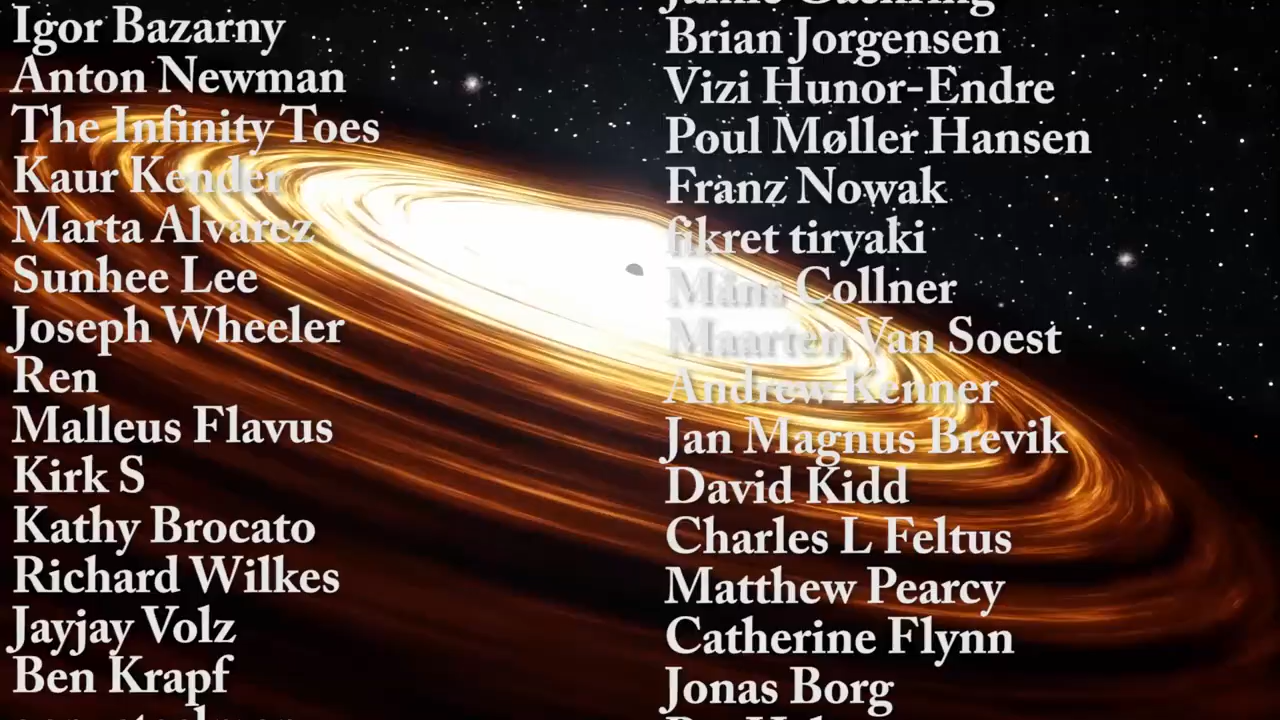 Igor Bazarny
Anton Newman
The Infinity Toes
Kaur Kender
Marta Alvarez
Sunhee Lee
Joseph Wheeler
Ren
Malleus Flavus
Kirk S
Kathy Brocato
Richard Wilkes
Jayjay Volz
Ben Krapf
Brian Jorgensen
Vizi Hunor-Endre
Poul Møller Hansen
Franz Nowak
fikret tiryaki
Måns Collner
Maarten Van Soest
Andrew Kenner
Jan Magnus Brevik
David Kidd
Charles L Feltus
Matthew Pearcy
Catherine Flynn
Jonas Borg